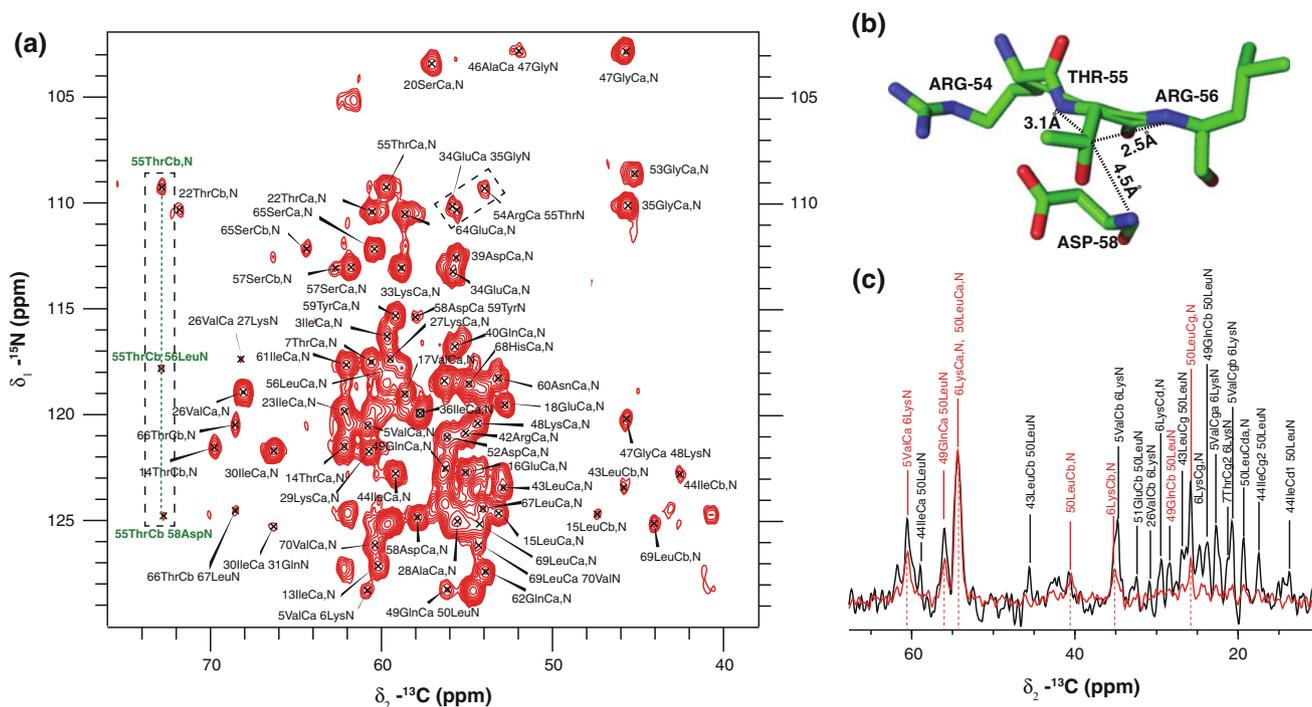 (a)
105
110
115
120
125
δ₁ -¹⁵N (ppm)
70
60
50
40
δ₂ -¹³C (ppm)
105
110
46AlaCa 47GlyN
20SerCa,N
47GlyCa,N
55ThrCb,N
22ThrCb,N
55ThrCa,N
34GluCa 35GlyN
53GlyCa,N
22ThrCa,N
65SerCa,N
54ArgCa 55ThrN
35GlyCa,N
64GluCa,N
65SerCb,N
39AspCa,N
57SerCb,N
57SerCa,N
33LysCa,N
34GluCa,N
59TyrCa,N
58AspCa 59TyrN
26ValCa 27LysN
3IleCa,N
27LysCa,N
40GlnCa,N
7ThrCa,N
68HisCa,N
55ThrCb 56LeuN
61IleCa,N
17ValCa,N
56LeuCa,N
60AsnCa,N
23IleCa,N
18GluCa,N
26ValCa,N
36IleCa,N
48LysCa,N
66ThrCb,N
5ValCa,N
42ArgCa,N
49GlnCa,N
52AspCa,N
47GlyCa 48LysN
14ThrCb,N
30IleCa,N
14ThrCa,N
16GluCa,N
43LeuCb,N
29LysCa,N
44IleCa,N
43LeuCa,N
44IleCb,N
67LeuCa,N
55ThrCb 58AspN
15LeuCa,N
15LeuCb,N
70ValCa,N
58AspCa,N
69LeuCa,N
69LeuCb,N
66ThrCb 67LeuN
30IleCa 31GlnN
28AlaCa,N
69LeuCa 70ValN
13IleCa,N
62GlnCa,N
5ValCa 6LysN
49GlnCa 50LeuN
(b)
ARG-54
THR-55
ARG-56
3.1Å
2.5Å
4.5Å
ASP-58
(c)
5ValCa 6LysN
44IleCa 50LeuN
49GlnCa 50LeuN
6LysCa,N, 50LeuCa,N
43LeuCb 50LeuN
50LeuCb,N
6LysCb,N
5ValCb 6LysN
51GluCb 50LeuN
26ValCb 6LysN
6LysCd,N
49GlnCb 50LeuN
43LeuCg 50LeuN
50LeuCg,N
6LysCg,N
49GlnCb 50LeuN
5ValCga 6LysN
7ThrCg2 6LysN
5ValCgb 6LysN
50LeuCda,N
44IleCg2 50LeuN
44IleCd1 50LeuN
60
40
20
δ₂ -¹³C (ppm)